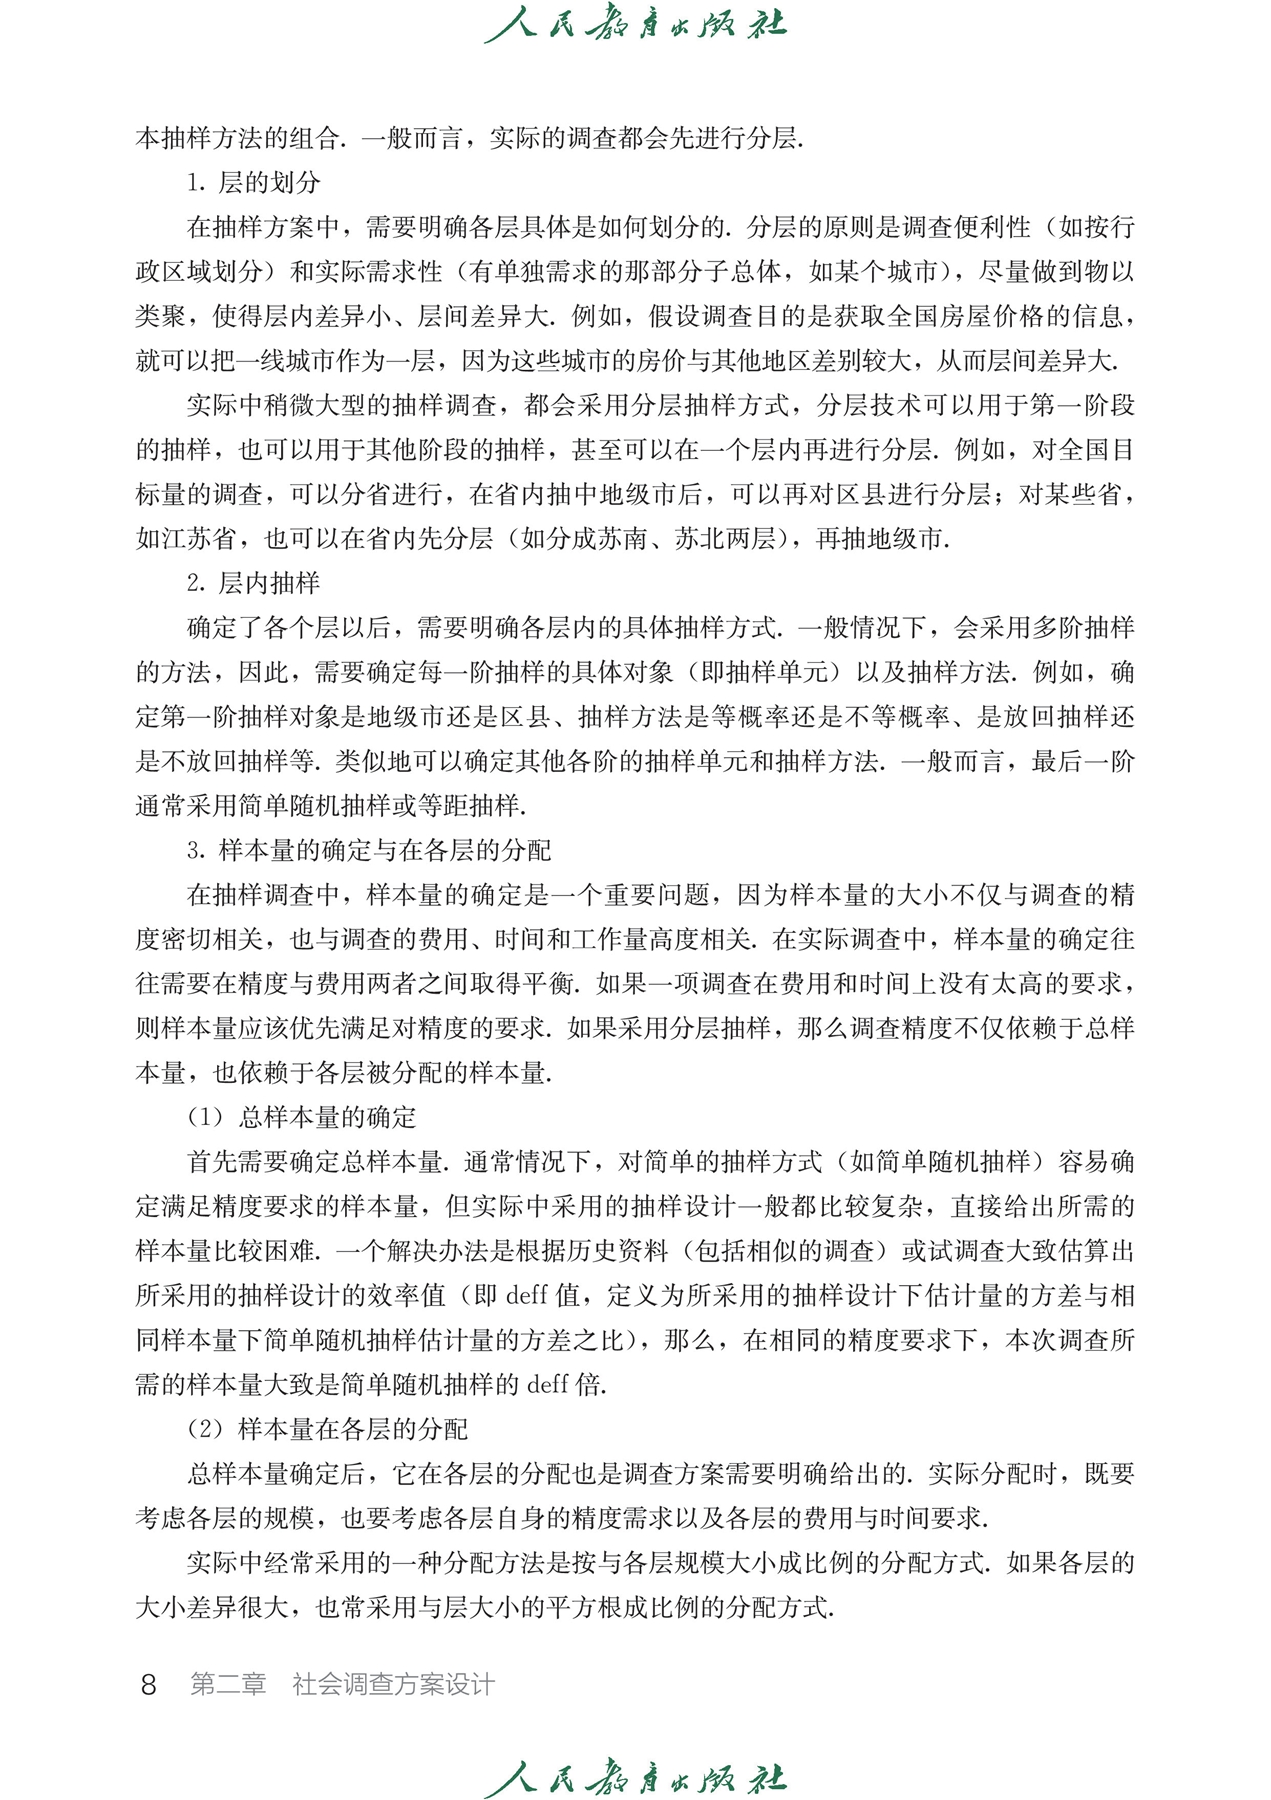 人民教育出版社
本抽样方法的组合. 一般而言，实际的调查都会先进行分层.
1. 层的划分
在抽样方案中，需要明确各层具体是如何划分的. 分层的原则是调查便利性（如按行
政区域划分）和实际需求性（有单独需求的那部分子总体，如某个城市），尽量做到物以
类聚，使得层内差异小、层间差异大. 例如，假设调查目的是获取全国房屋价格的信息，
就可以把一线城市作为一层，因为这些城市的房价与其他地区差别较大，从而层间差异大.
实际中稍微大型的抽样调查，都会采用分层抽样方式，分层技术可以用于第一阶段
的抽样，也可以用于其他阶段的抽样，甚至可以在一个层内再进行分层. 例如，对全国目
标量的调查，可以分省进行，在省内抽中地级市后，可以再对区县进行分层；对某些省，
如江苏省，也可以在省内先分层（如分成苏南、苏北两层），再抽地级市.
2. 层内抽样
确定了各个层以后，需要明确各层内的具体抽样方式. 一般情况下，会采用多阶抽样
的方法，因此，需要确定每一阶抽样的具体对象（即抽样单元）以及抽样方法. 例如，确
定第一阶抽样对象是地级市还是区县、抽样方法是等概率还是不等概率、是放回抽样还
是不放回抽样等. 类似地可以确定其他各阶的抽样单元和抽样方法. 一般而言，最后一阶
通常采用简单随机抽样或等距抽样.
3. 样本量的确定与在各层的分配
在抽样调查中，样本量的确定是一个重要问题，因为样本量的大小不仅与调查的精
度密切相关，也与调查的费用、时间和工作量高度相关. 在实际调查中，样本量的确定往
往需要在精度与费用两者之间取得平衡. 如果一项调查在费用和时间上没有太高的要求，
则样本量应该优先满足对精度的要求. 如果采用分层抽样，那么调查精度不仅依赖于总样
本量，也依赖于各层被分配的样本量.
（1）总样本量的确定
首先需要确定总样本量. 通常情况下，对简单的抽样方式（如简单随机抽样）容易确
定满足精度要求的样本量，但实际中采用的抽样设计一般都比较复杂，直接给出所需的
样本量比较困难. 一个解决办法是根据历史资料（包括相似的调查）或试调查大致估算出
所采用的抽样设计的效率值（即 deff 值，定义为所采用的抽样设计下估计量的方差与相
同样本量下简单随机抽样估计量的方差之比），那么，在相同的精度要求下，本次调查所
需的样本量大致是简单随机抽样的 deff 倍.
（2）样本量在各层的分配
总样本量确定后，它在各层的分配也是调查方案需要明确给出的. 实际分配时，既要
考虑各层的规模，也要考虑各层自身的精度需求以及各层的费用与时间要求.
实际中经常采用的一种分配方法是按与各层规模大小成比例的分配方式. 如果各层的
大小差异很大，也常采用与层大小的平方根成比例的分配方式.
8 第二章 社会调查方案设计
人民教育出版社